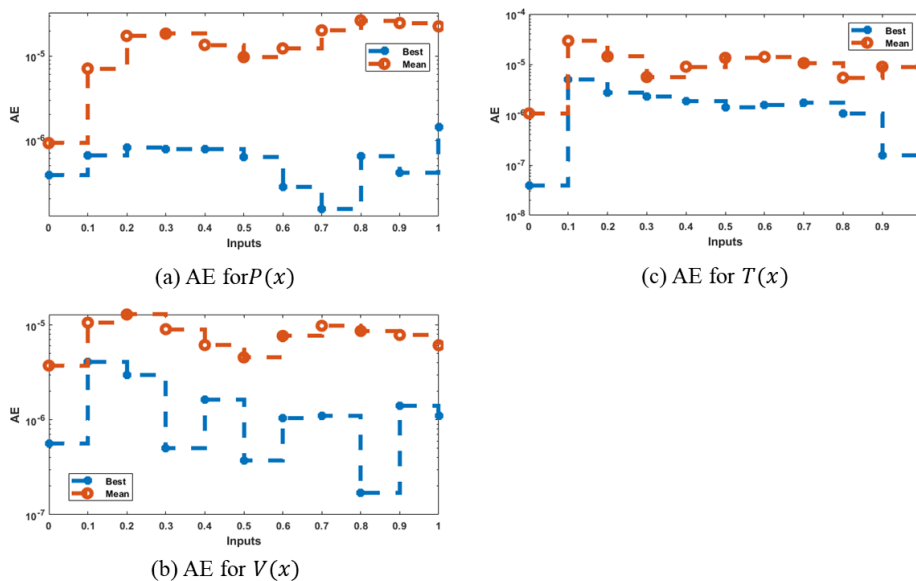 10^-5
10^-6
AE
Best
Mean
0 0.1 0.2 0.3 0.4 0.5 0.6 0.7 0.8 0.9 1
Inputs
(a) AE forP(x)
10^-4
10^-5
10^-6
10^-7
10^-8
AE
Best
Mean
0 0.1 0.2 0.3 0.4 0.5 0.6 0.7 0.8 0.9
Inputs
(c) AE for T(x)
10^-5
10^-6
10^-7
AE
Best
Mean
0 0.1 0.2 0.3 0.4 0.5 0.6 0.7 0.8 0.9 1
Inputs
(b) AE for V(x)